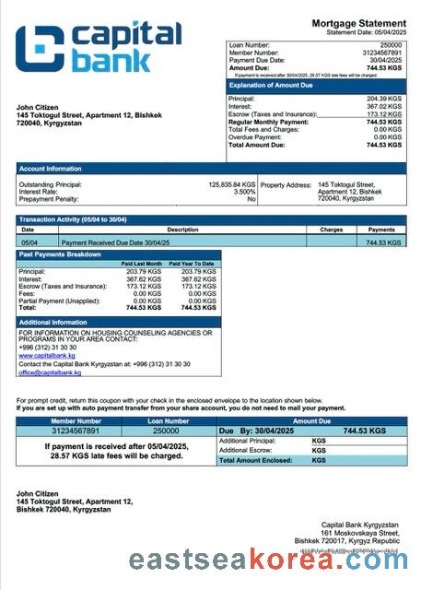 capital
bank
Mortgage Statement
Statement Date: 05/04/2025
Loan Number: 250000
Member Number: 31234567891
Payment Due Date 30/04/2025
Amount Due: 744.53 KGS
If payment is received after 30/04/2025, 28.57 KGS late fees will be charged.
Explanation of Amount Due
Principal: 204.39 KGS
Interest: 367.02 KGS
Escrow (Taxes and Insurance): 173.12 KGS
Regular Monthly Payment: 744.53 KGS
Total Fees and Charges: 0.00 KGS
Overdue Payment: 0.00 KGS
Total Amount Due: 744.53 KGS
John Citizen
145 Toktogul Street, Apartment 12, Bishkek
720040, Kyrgyzstan
Account Information
Outstanding Principal: 125,835.84 KGS
Interest Rate: 3.500%
Prepayment Penalty: No
Property Address: 145 Toktogul Street,
Apartment 12, Bishkek
720040, Kyrgyzstan
Transaction Activity (05/04 to 30/04)
Date Description Charges Payments
05/04 Payment Received Due Date 30/04/25 744.53 KGS
Past Payments Breakdown
Paid Last Month Paid Year To Date
Principal: 203.79 KGS 203.79 KGS
Interest: 367.62 KGS 367.62 KGS
Escrow (Taxes and Insurance): 173.12 KGS 173.12 KGS
Fees: 0.00 KGS 0.00 KGS
Partial Payment (Unapplied): 0.00 KGS 0.00 KGS
Total: 744.53 KGS 744.53 KGS
Additional Information
FOR INFORMATION ON HOUSING COUNSELING AGENCIES OR
PROGRAMS IN YOUR AREA CONTACT:
+996 (312) 31 30 30
www.capitalbank.kg
Contact the Capital Bank Kyrgyzstan at: +996 (312) 31 30 30
office@capitalbank.kg
For prompt credit, return this coupon with your check in the enclosed envelope to the location shown below.
If you are set up with auto payment transfer from your share account, you do not need to mail your payment.
Member Number Loan Number Amount Due
31234567891 250000 Due By: 30/04/2025 744.53 KGS
If payment is received after 05/04/2025,
28.57 KGS late fees will be charged.
Additional Principal: KGS
Additional Escrow: KGS
Total Amount Enclosed: KGS
John Citizen
145 Toktogul Street, Apartment 12,
Bishkek 720040, Kyrgyzstan
Capital Bank Kyrgyzstan
161 Moskovskaya Street,
Bishkek 720017, Kyrgyz Republic
eastseakorea.com